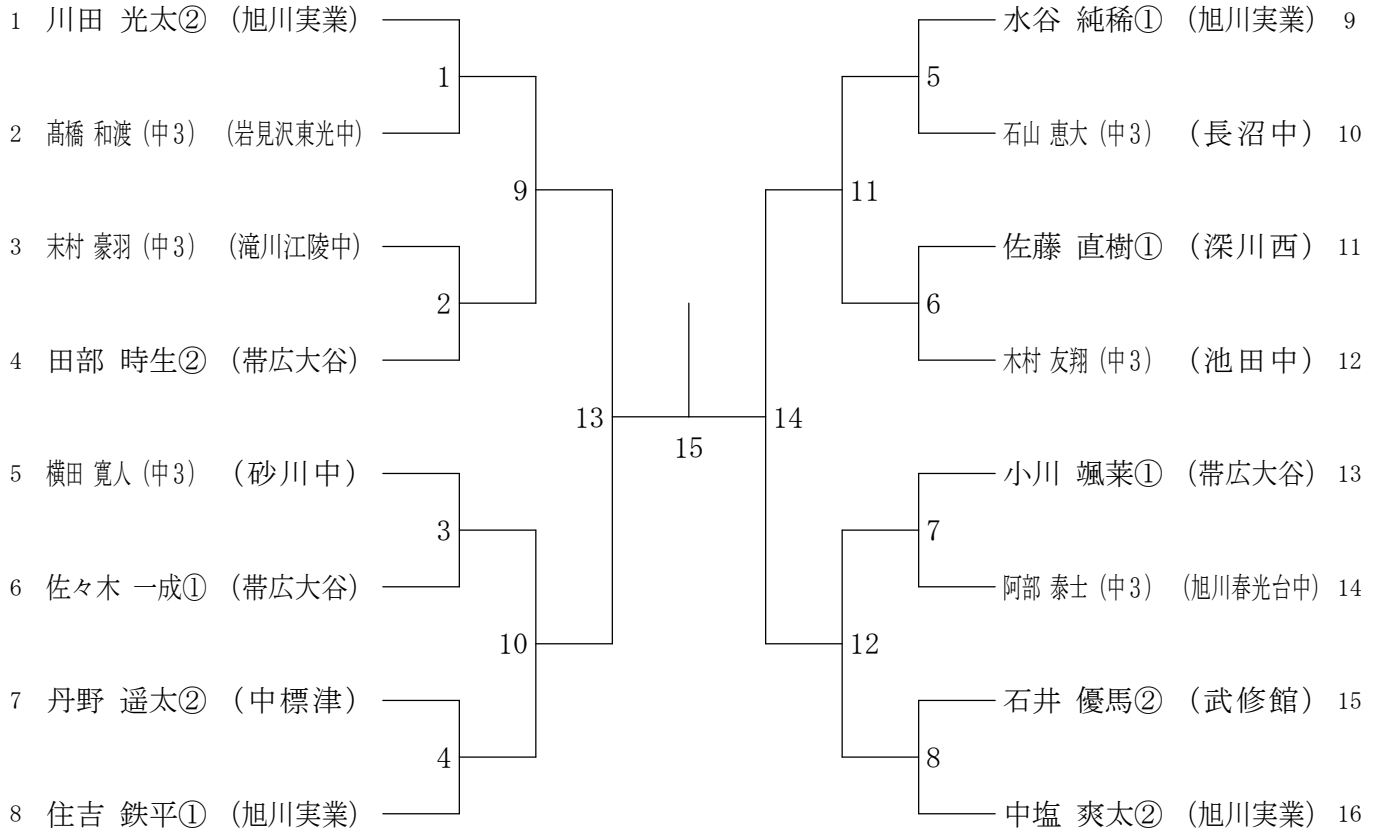 1 川田 光太② (旭川実業)
水谷 純稀① (旭川実業) 9
1
5
2 髙橋 和渡 (中3) (岩見沢東光中)
石山 恵大 (中3) (長沼中) 10
9
11
3 末村 豪羽 (中3) (滝川江陵中)
佐藤 直樹① (深川西) 11
2
6
4 田部 時生② (帯広大谷)
木村 友翔 (中3) (池田中) 12
13
14
15
5 横田 寛人 (中3) (砂川中)
小川 颯菜① (帯広大谷) 13
3
7
6 佐々木 一成① (帯広大谷)
阿部 泰士 (中3) (旭川春光台中) 14
10
12
7 丹野 遥太② (中標津)
石井 優馬② (武修館) 15
4
8
8 住吉 鉄平① (旭川実業)
中塩 爽太② (旭川実業) 16